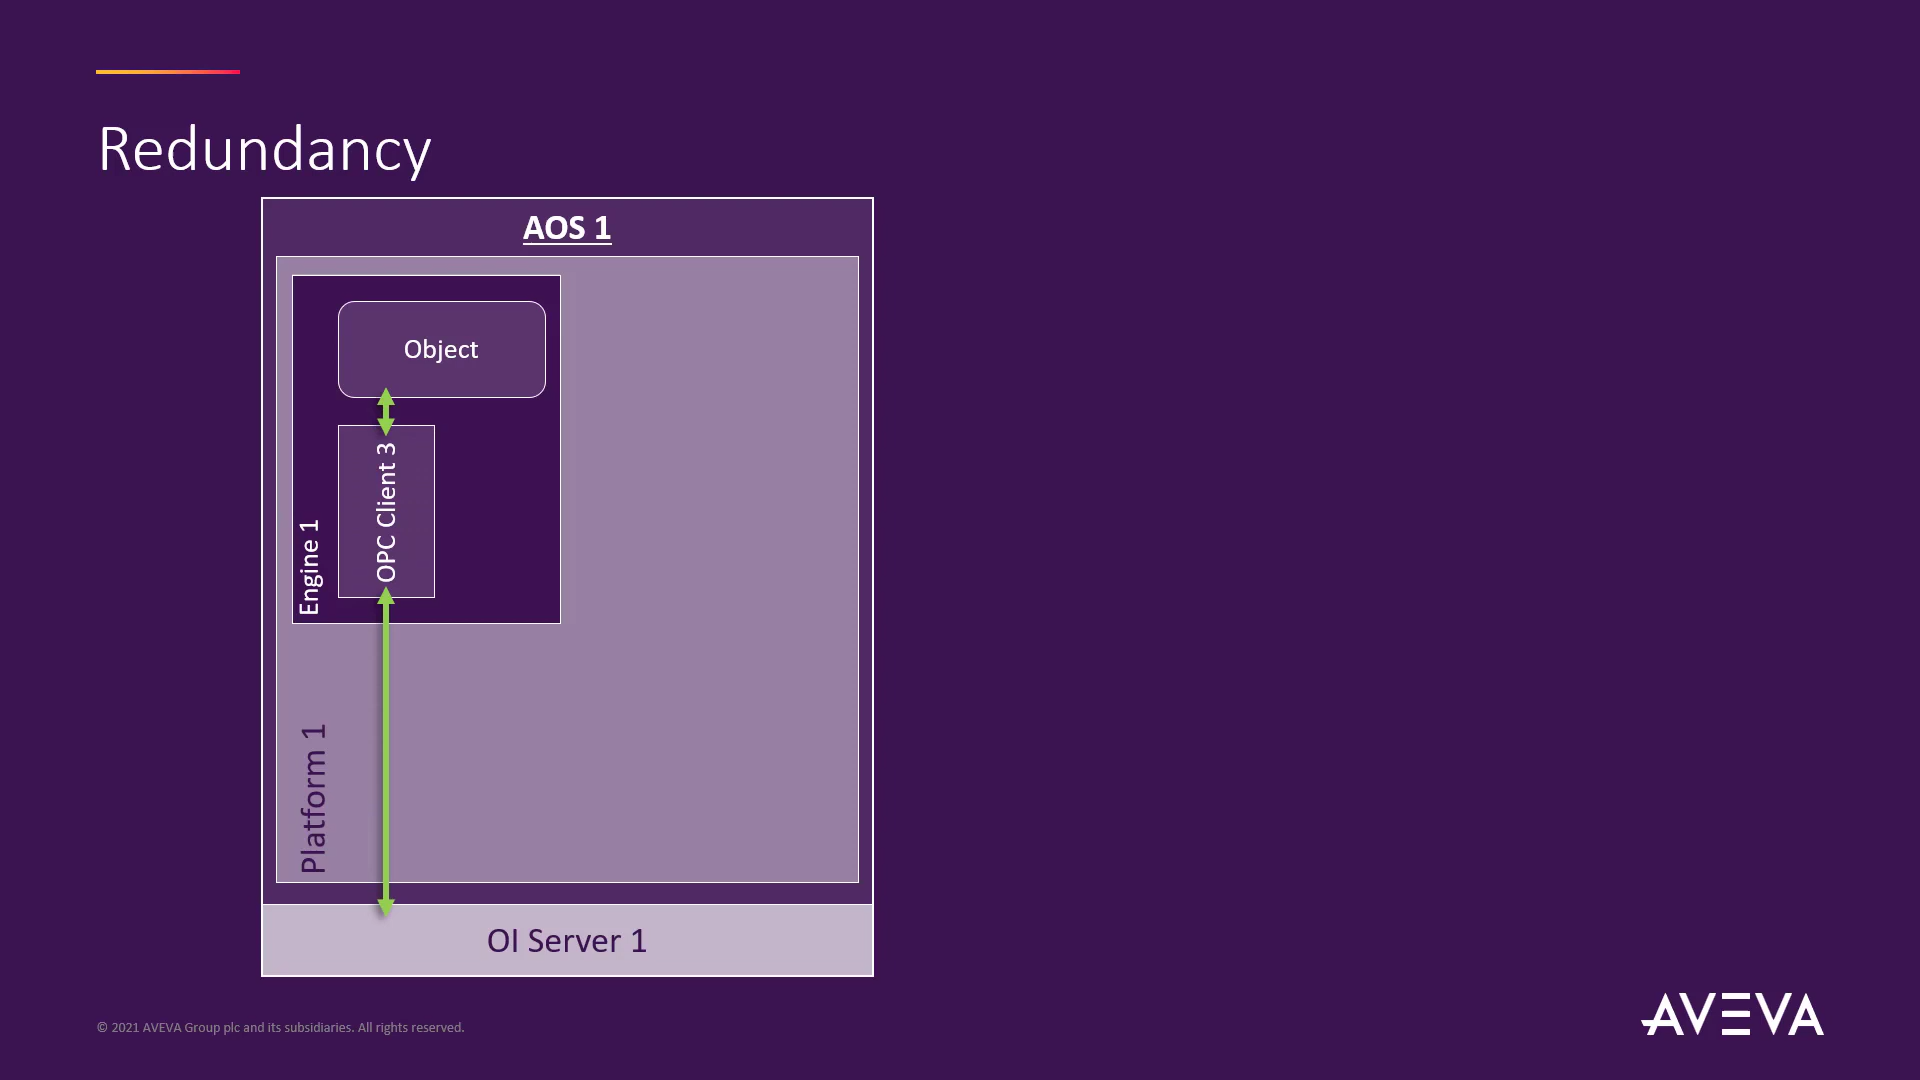 Redundancy
AOS 1
Object
OPC Client 3
Engine 1
Platform 1
OI Server 1
© 2021 AVEVA Group plc and its subsidiaries. All rights reserved.
AVEVA